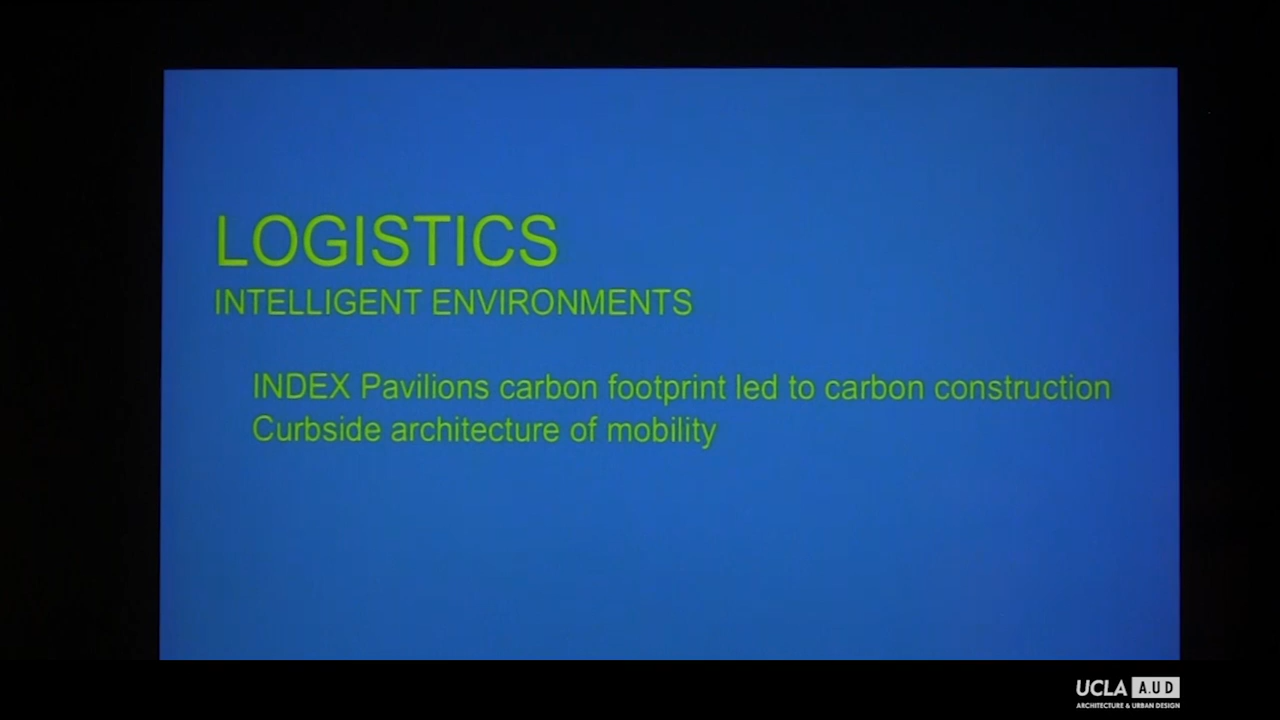 LOGISTICS
INTELLIGENT ENVIRONMENTS
INDEX Pavilions carbon footprint led to carbon construction
Curbside architecture of mobility
UCLA A.U D
ARCHITECTURE & URBAN DESIGN